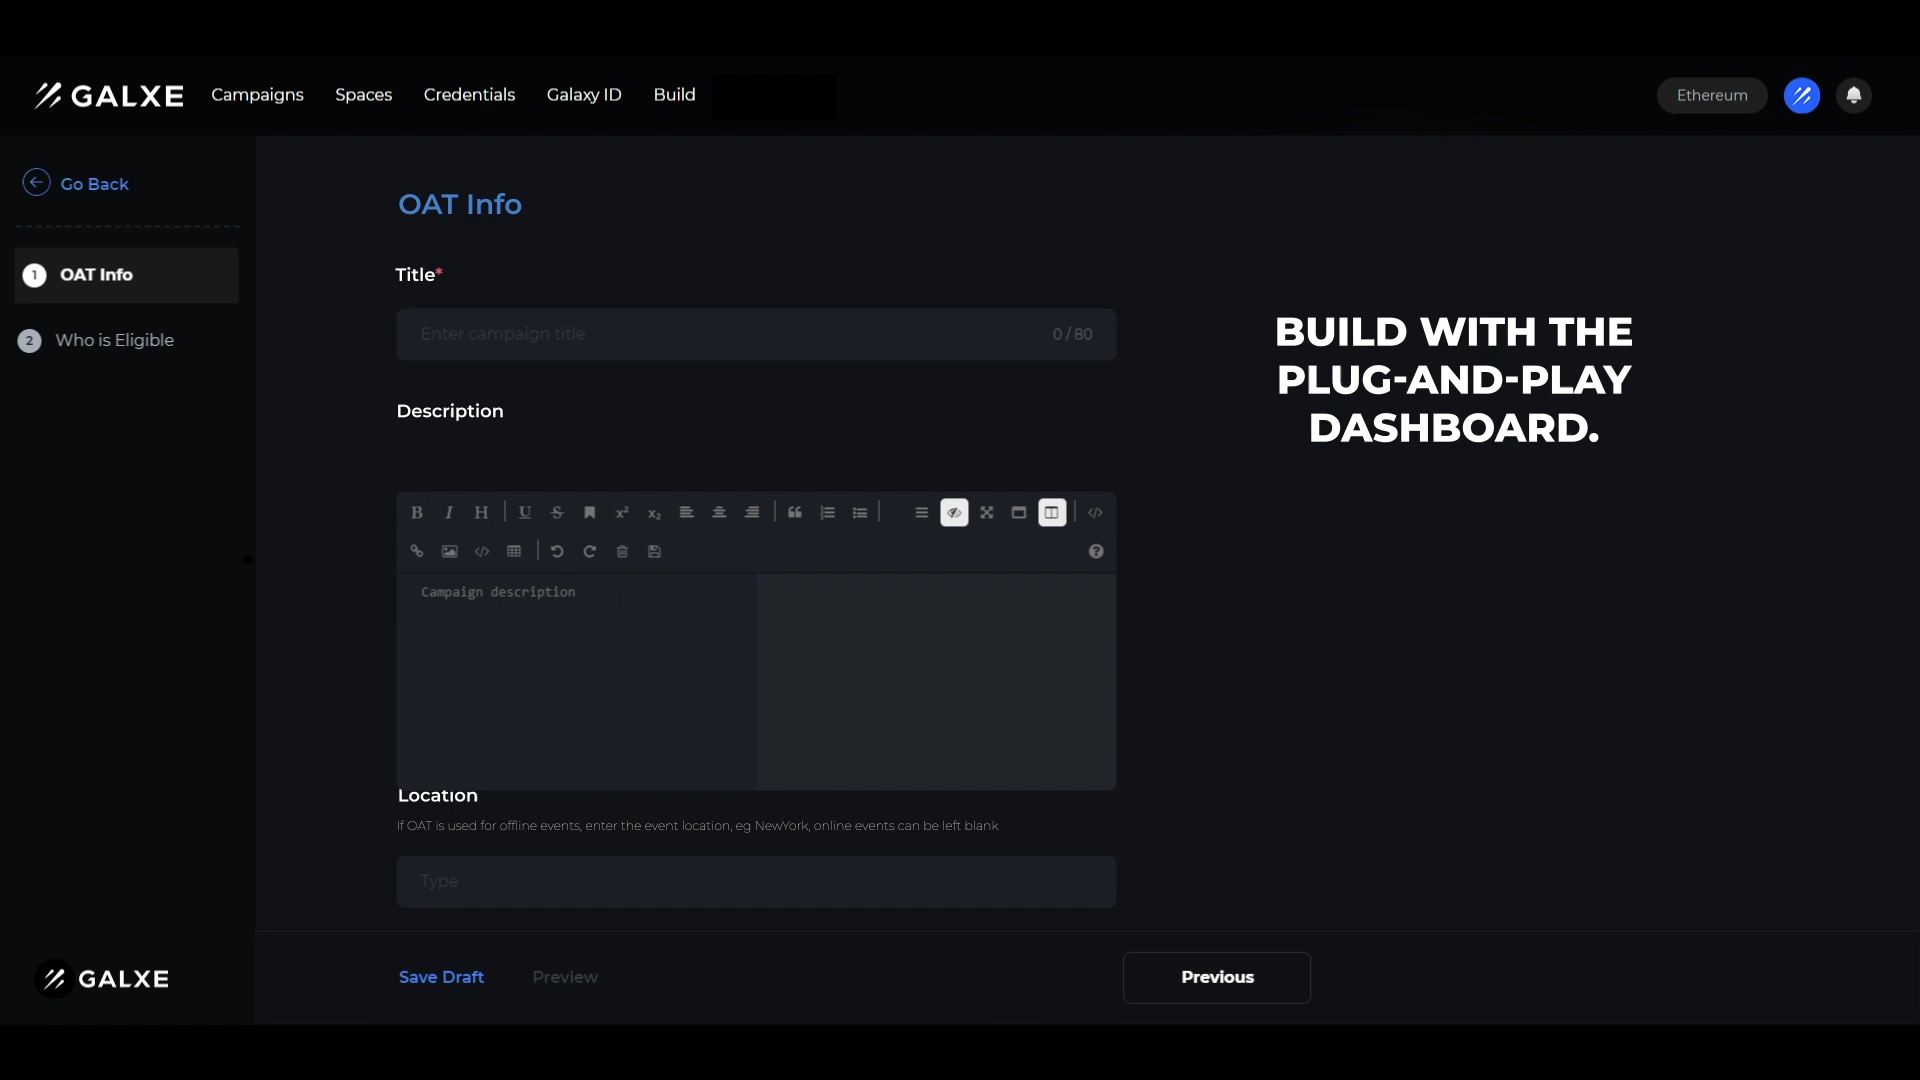 GALXE Campaigns Spaces Credentials Galaxy ID Build Ethereum
Go Back
1 OAT Info
2 Who is Eligible
OAT Info
Title*
Enter campaign title 0 / 80
Description
B I H U S x² x₂
Campaign description
Location
If OAT is used for offline events, enter the event location, eg NewYork, online events can be left blank
Type
BUILD WITH THE
PLUG-AND-PLAY
DASHBOARD.
GALXE
Save Draft Preview Previous